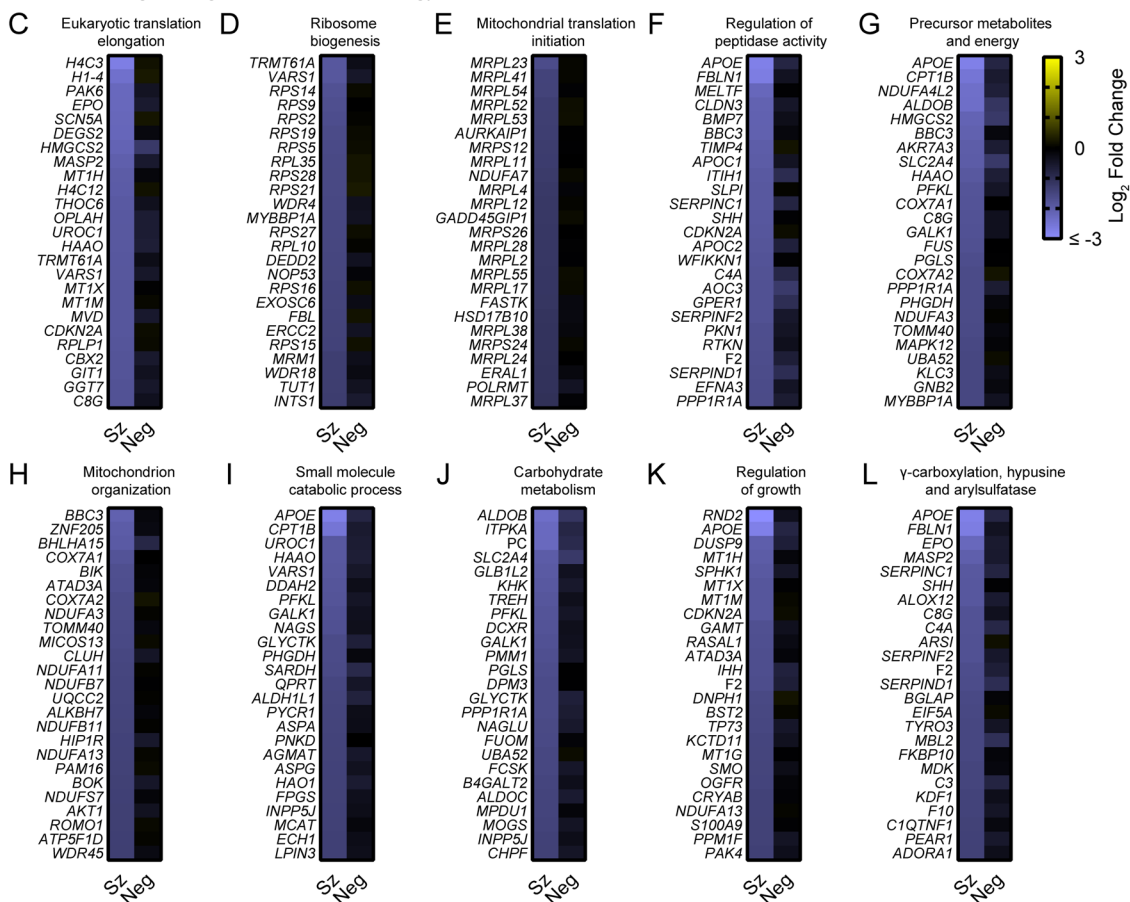 C
Eukaryotic translation
elongation
H4C3
H1-4
PAK6
EPO
SCN5A
DEGS2
HMGCS2
MASP2
MT1H
H4C12
THOC6
OPLAH
UROC1
HAAO
TRMT61A
VARS1
MT1X
MT1M
MVD
CDKN2A
RPLP1
CBX2
GIT1
GGT7
C8G
Sz
Neg
D
Ribosome
biogenesis
TRMT61A
VARS1
RPS14
RPS9
RPS2
RPS19
RPS5
RPL35
RPS28
RPS21
WDR4
MYBBP1A
RPS27
RPL10
DEDD2
NOP53
RPS16
EXOSC6
FBL
ERCC2
RPS15
MRM1
WDR18
TUT1
INTS1
Sz
Neg
E
Mitochondrial translation
initiation
MRPL23
MRPL41
MRPL54
MRPL52
MRPL53
AURKAIP1
MRPS12
MRPL11
NDUFA7
MRPL4
MRPL12
GADD45GIP1
MRPS26
MRPL28
MRPL2
MRPL55
MRPL17
FASTK
HSD17B10
MRPL38
MRPS24
MRPL24
ERAL1
POLRMT
MRPL37
Sz
Neg
F
Regulation of
peptidase activity
APOE
FBLN1
MELTF
CLDN3
BMP7
BBC3
TIMP4
APOC1
ITIH1
SLPI
SERPINC1
SHH
CDKN2A
APOC2
WFIKKN1
C4A
AOC3
GPER1
SERPINF2
PKN1
RTKN
F2
SERPIND1
EFNA3
PPP1R1A
Sz
Neg
G
Precursor metabolites
and energy
APOE
CPT1B
NDUFA4L2
ALDOB
HMGCS2
BBC3
AKR7A3
SLC2A4
HAAO
PFKL
COX7A1
C8G
GALK1
FUS
PGLS
COX7A2
PPP1R1A
PHGDH
NDUFA3
TOMM40
MAPK12
UBA52
KLC3
GNB2
MYBBP1A
Sz
Neg
3
0
≤ -3
Log2 Fold Change
H
Mitochondrion
organization
BBC3
ZNF205
BHLHA15
COX7A1
BIK
ATAD3A
COX7A2
NDUFA3
TOMM40
MICOS13
CLUH
NDUFA11
NDUFB7
UQCC2
ALKBH7
NDUFB11
HIP1R
NDUFA13
PAM16
BOK
NDUFS7
AKT1
ROMO1
ATP5F1D
WDR45
Sz
Neg
I
Small molecule
catabolic process
APOE
CPT1B
UROC1
HAAO
VARS1
DDAH2
PFKL
GALK1
NAGS
GLYCTK
PHGDH
SARDH
QPRT
ALDH1L1
PYCR1
ASPA
PNKD
AGMAT
ASPG
HAO1
FPGS
INPP5J
MCAT
ECH1
LPIN3
Sz
Neg
J
Carbohydrate
metabolism
ALDOB
ITPKA
PC
SLC2A4
GLB1L2
KHK
TREH
PFKL
DCXR
GALK1
PMM1
PGLS
DPM3
GLYCTK
PPP1R1A
NAGLU
FUOM
UBA52
FCSK
B4GALT2
ALDOC
MPDU1
MOGS
INPP5J
CHPF
Sz
Neg
K
Regulation
of growth
RND2
APOE
DUSP9
MT1H
SPHK1
MT1X
MT1M
CDKN2A
GAMT
RASAL1
ATAD3A
IHH
F2
DNPH1
BST2
TP73
KCTD11
MT1G
SMO
OGFR
CRYAB
NDUFA13
S100A9
PPM1F
PAK4
Sz
Neg
L
γ-carboxylation, hypusine
and arylsulfatase
APOE
FBLN1
EPO
MASP2
SERPINC1
SHH
ALOX12
C8G
C4A
ARSI
SERPINF2
F2
SERPIND1
BGLAP
EIF5A
TYRO3
MBL2
FKBP10
MDK
C3
KDF1
F10
C1QTNF1
PEAR1
ADORA1
Sz
Neg